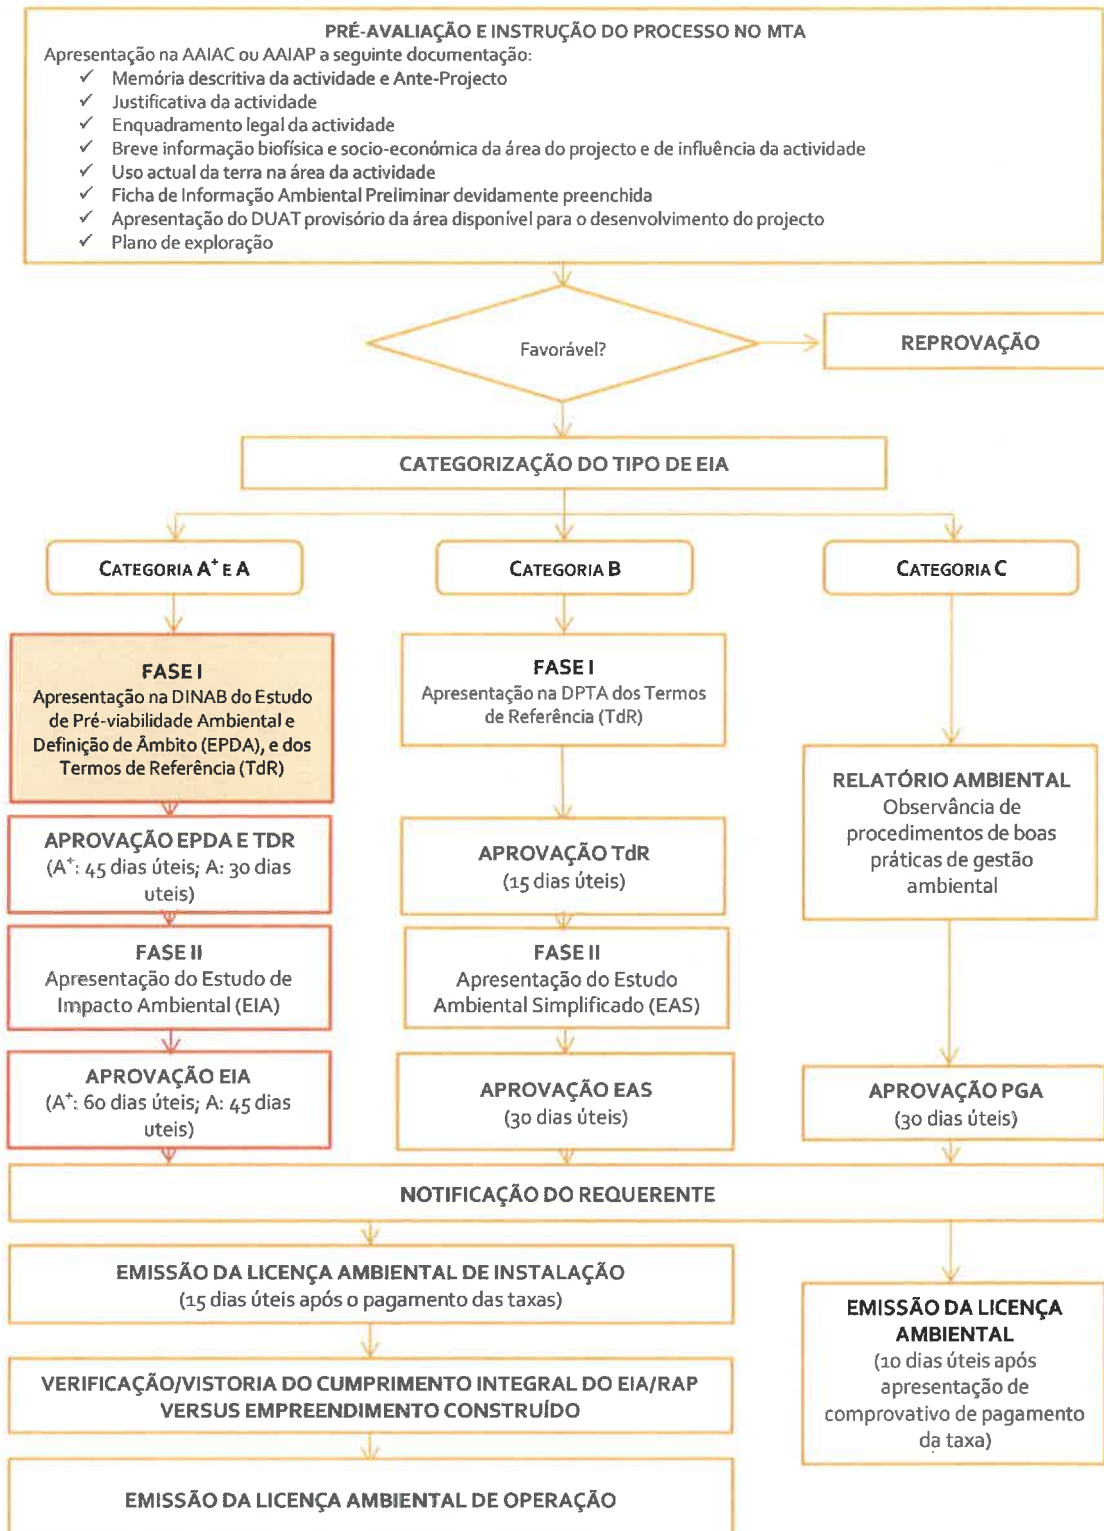 PRÉ-AVALIAÇÃO E INSTRUÇÃO DO PROCESSO NO MTA
Apresentação na AAIAC ou AAIAP a seguinte documentação:
✓ Memória descritiva da actividade e Ante-Projecto
✓ Justificativa da actividade
✓ Enquadramento legal da actividade
✓ Breve informação biofísica e socio-económica da área do projecto e de influência da actividade
✓ Uso actual da terra na área da actividade
✓ Ficha de Informação Ambiental Preliminar devidamente preenchida
✓ Apresentação do DUAT provisório da área disponível para o desenvolvimento do projecto
✓ Plano de exploração
Favorável?
REPROVAÇÃO
CATEGORIZAÇÃO DO TIPO DE EIA
CATEGORIA A⁺ E A
CATEGORIA B
CATEGORIA C
FASE I
Apresentação na DINAB do Estudo
de Pré-viabilidade Ambiental e
Definição de Âmbito (EPDA), e dos
Termos de Referência (TdR)
FASE I
Apresentação na DPTA dos Termos
de Referência (TdR)
RELATÓRIO AMBIENTAL
Observância de
procedimentos de boas
práticas de gestão
ambiental
APROVAÇÃO EPDA E TDR
(A⁺: 45 dias úteis; A: 30 dias
uteis)
APROVAÇÃO TdR
(15 dias úteis)
FASE II
Apresentação do Estudo de
Impacto Ambiental (EIA)
FASE II
Apresentação do Estudo
Ambiental Simplificado (EAS)
APROVAÇÃO EIA
(A⁺: 60 dias úteis; A: 45 dias
uteis)
APROVAÇÃO EAS
(30 dias úteis)
APROVAÇÃO PGA
(30 dias úteis)
NOTIFICAÇÃO DO REQUERENTE
EMISSÃO DA LICENÇA AMBIENTAL DE INSTALAÇÃO
(15 dias úteis após o pagamento das taxas)
EMISSÃO DA LICENÇA
AMBIENTAL
(10 dias úteis após
apresentação de
comprovativo de pagamento
da taxa)
VERIFICAÇÃO/VISTORIA DO CUMPRIMENTO INTEGRAL DO EIA/RAP
VERSUS EMPREENDIMENTO CONSTRUÍDO
EMISSÃO DA LICENÇA AMBIENTAL DE OPERAÇÃO